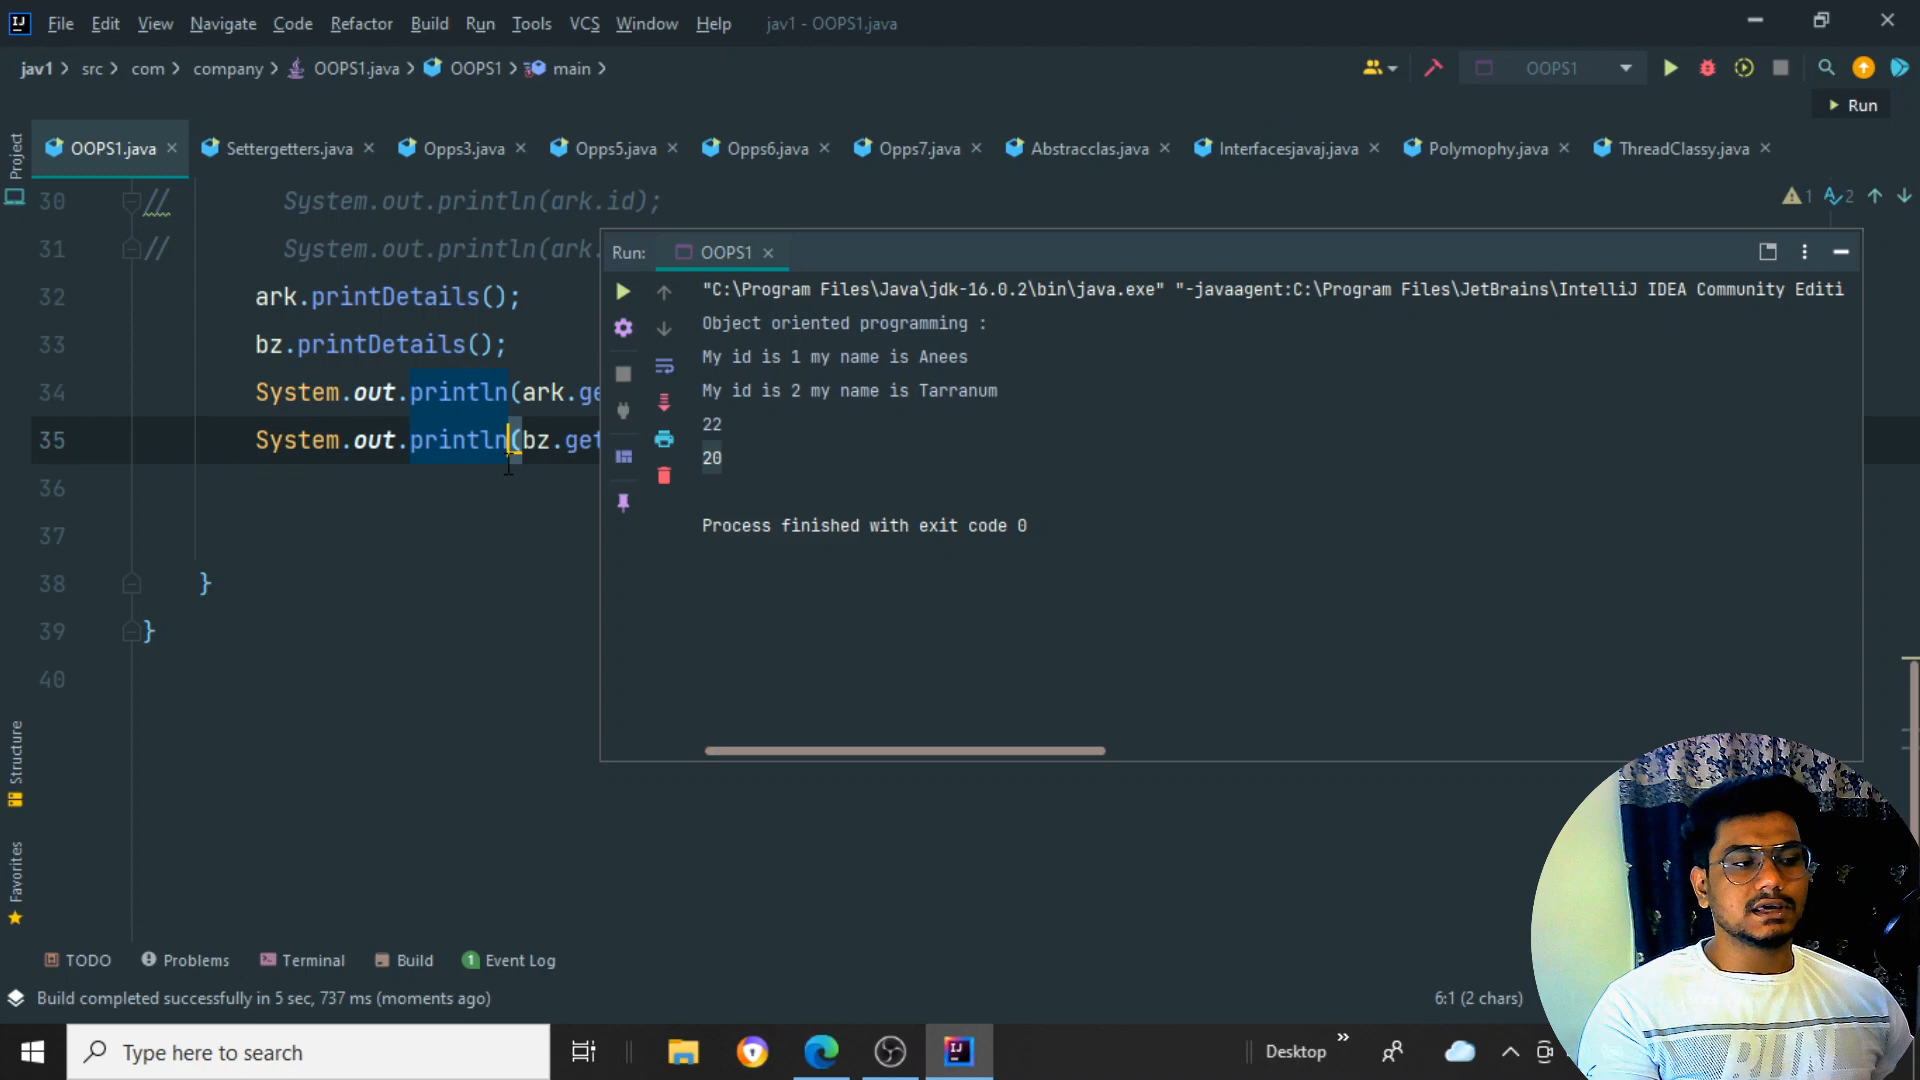 File Edit View Navigate Code Refactor Build Run Tools VCS Window Help jav1 - OOPS1.java
jav1 src com company OOPS1.java OOPS1 main
OOPS1
Run
OOPS1.java Settergetters.java Opps3.java Opps5.java Opps6.java Opps7.java Abstracclas.java Interfacesjavaj.java Polymophy.java ThreadClassy.java
Project
30 // System.out.println(ark.id);
1 2
31 // System.out.println(ark.
32 ark.printDetails();
33 bz.printDetails();
34 System.out.println(ark.ge
35 System.out.println(bz.get
36
37
38 }
39 }
40
Run: OOPS1
"C:\Program Files\Java\jdk-16.0.2\bin\java.exe" "-javaagent:C:\Program Files\JetBrains\IntelliJ IDEA Community Editi
Object oriented programming :
My id is 1 my name is Anees
My id is 2 my name is Tarranum
22
20
Process finished with exit code 0
Structure
Favorites
TODO Problems Terminal Build 1 Event Log
Build completed successfully in 5 sec, 737 ms (moments ago)
6:1 (2 chars)
Type here to search
Desktop
RUN